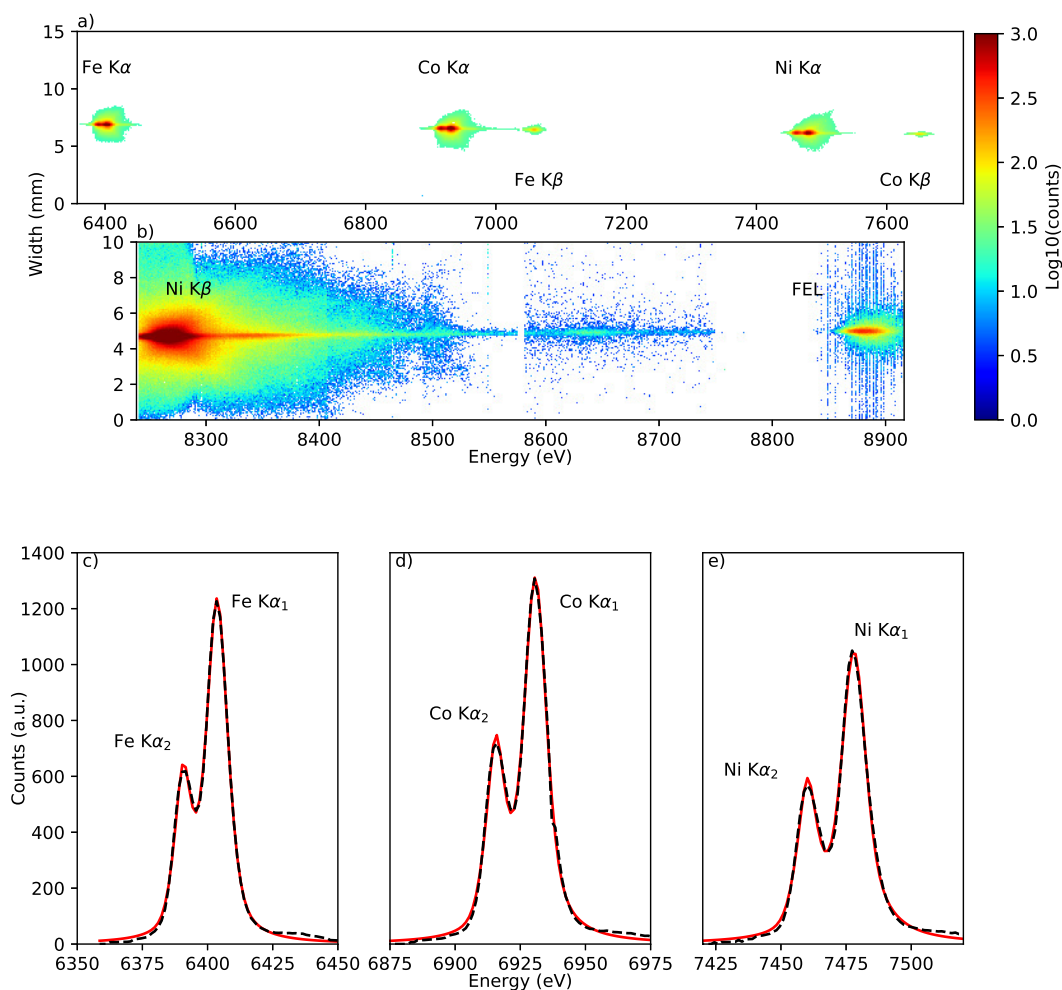 a)
15
10
5
0
Fe Kα
Co Kα
Ni Kα
Fe Kβ
Co Kβ
6400 6600 6800 7000 7200 7400 7600
Width (mm)
b)
10
8
6
4
2
0
Ni Kβ
FEL
8300 8400 8500 8600 8700 8800 8900
Energy (eV)
3.0
2.5
2.0
1.5
1.0
0.5
0.0
Log10(counts)
1400
1200
1000
800
600
400
200
0
Counts (a.u.)
c)
Fe Kα₁
Fe Kα₂
6350 6375 6400 6425 6450
d)
Co Kα₁
Co Kα₂
6875 6900 6925 6950 6975
e)
Ni Kα₁
Ni Kα₂
7425 7450 7475 7500
Energy (eV)